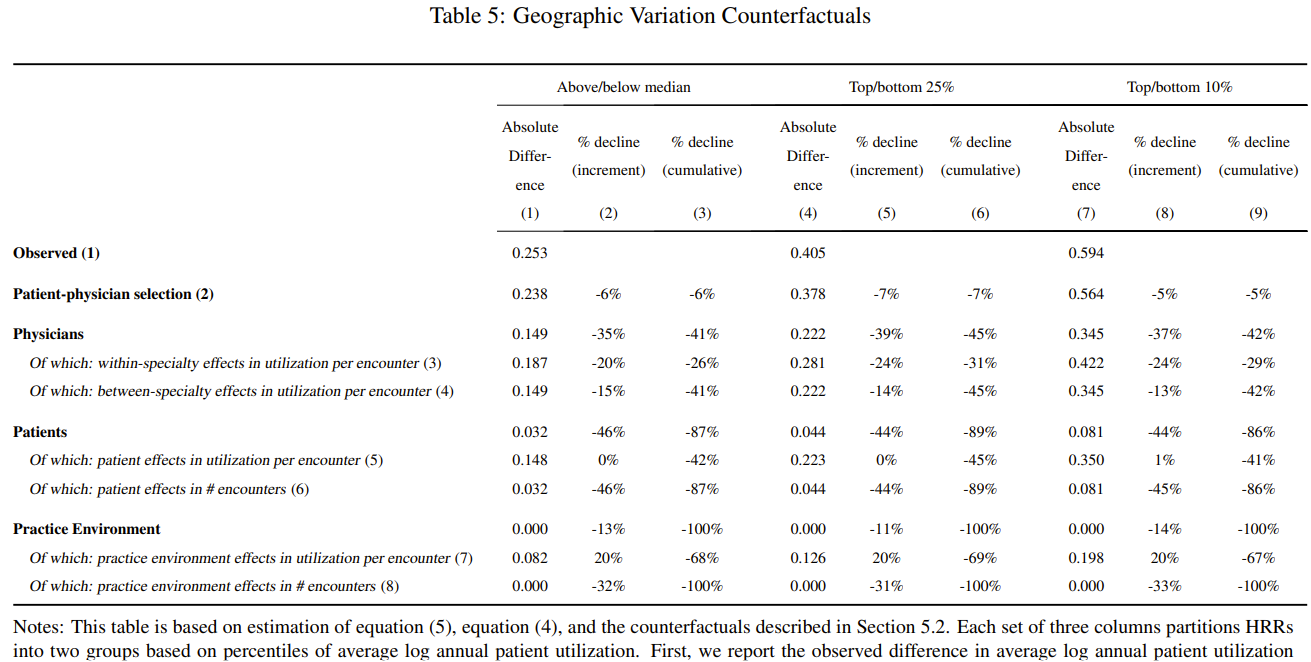 Table 5: Geographic Variation Counterfactuals
Above/below median Top/bottom 25% Top/bottom 10%
Absolute Differ-ence (1) % decline (increment) (2) % decline (cumulative) (3) Absolute Differ-ence (4) % decline (increment) (5) % decline (cumulative) (6) Absolute Differ-ence (7) % decline (increment) (8) % decline (cumulative) (9)
Observed (1) 0.253 0.405 0.594
Patient-physician selection (2) 0.238 -6% -6% 0.378 -7% -7% 0.564 -5% -5%
Physicians 0.149 -35% -41% 0.222 -39% -45% 0.345 -37% -42%
Of which: within-specialty effects in utilization per encounter (3) 0.187 -20% -26% 0.281 -24% -31% 0.422 -24% -29%
Of which: between-specialty effects in utilization per encounter (4) 0.149 -15% -41% 0.222 -14% -45% 0.345 -13% -42%
Patients 0.032 -46% -87% 0.044 -44% -89% 0.081 -44% -86%
Of which: patient effects in utilization per encounter (5) 0.148 0% -42% 0.223 0% -45% 0.350 1% -41%
Of which: patient effects in # encounters (6) 0.032 -46% -87% 0.044 -44% -89% 0.081 -45% -86%
Practice Environment 0.000 -13% -100% 0.000 -11% -100% 0.000 -14% -100%
Of which: practice environment effects in utilization per encounter (7) 0.082 20% -68% 0.126 20% -69% 0.198 20% -67%
Of which: practice environment effects in # encounters (8) 0.000 -32% -100% 0.000 -31% -100% 0.000 -33% -100%
Notes: This table is based on estimation of equation (5), equation (4), and the counterfactuals described in Section 5.2. Each set of three columns partitions HRRs
into two groups based on percentiles of average log annual patient utilization. First, we report the observed difference in average log annual patient utilization